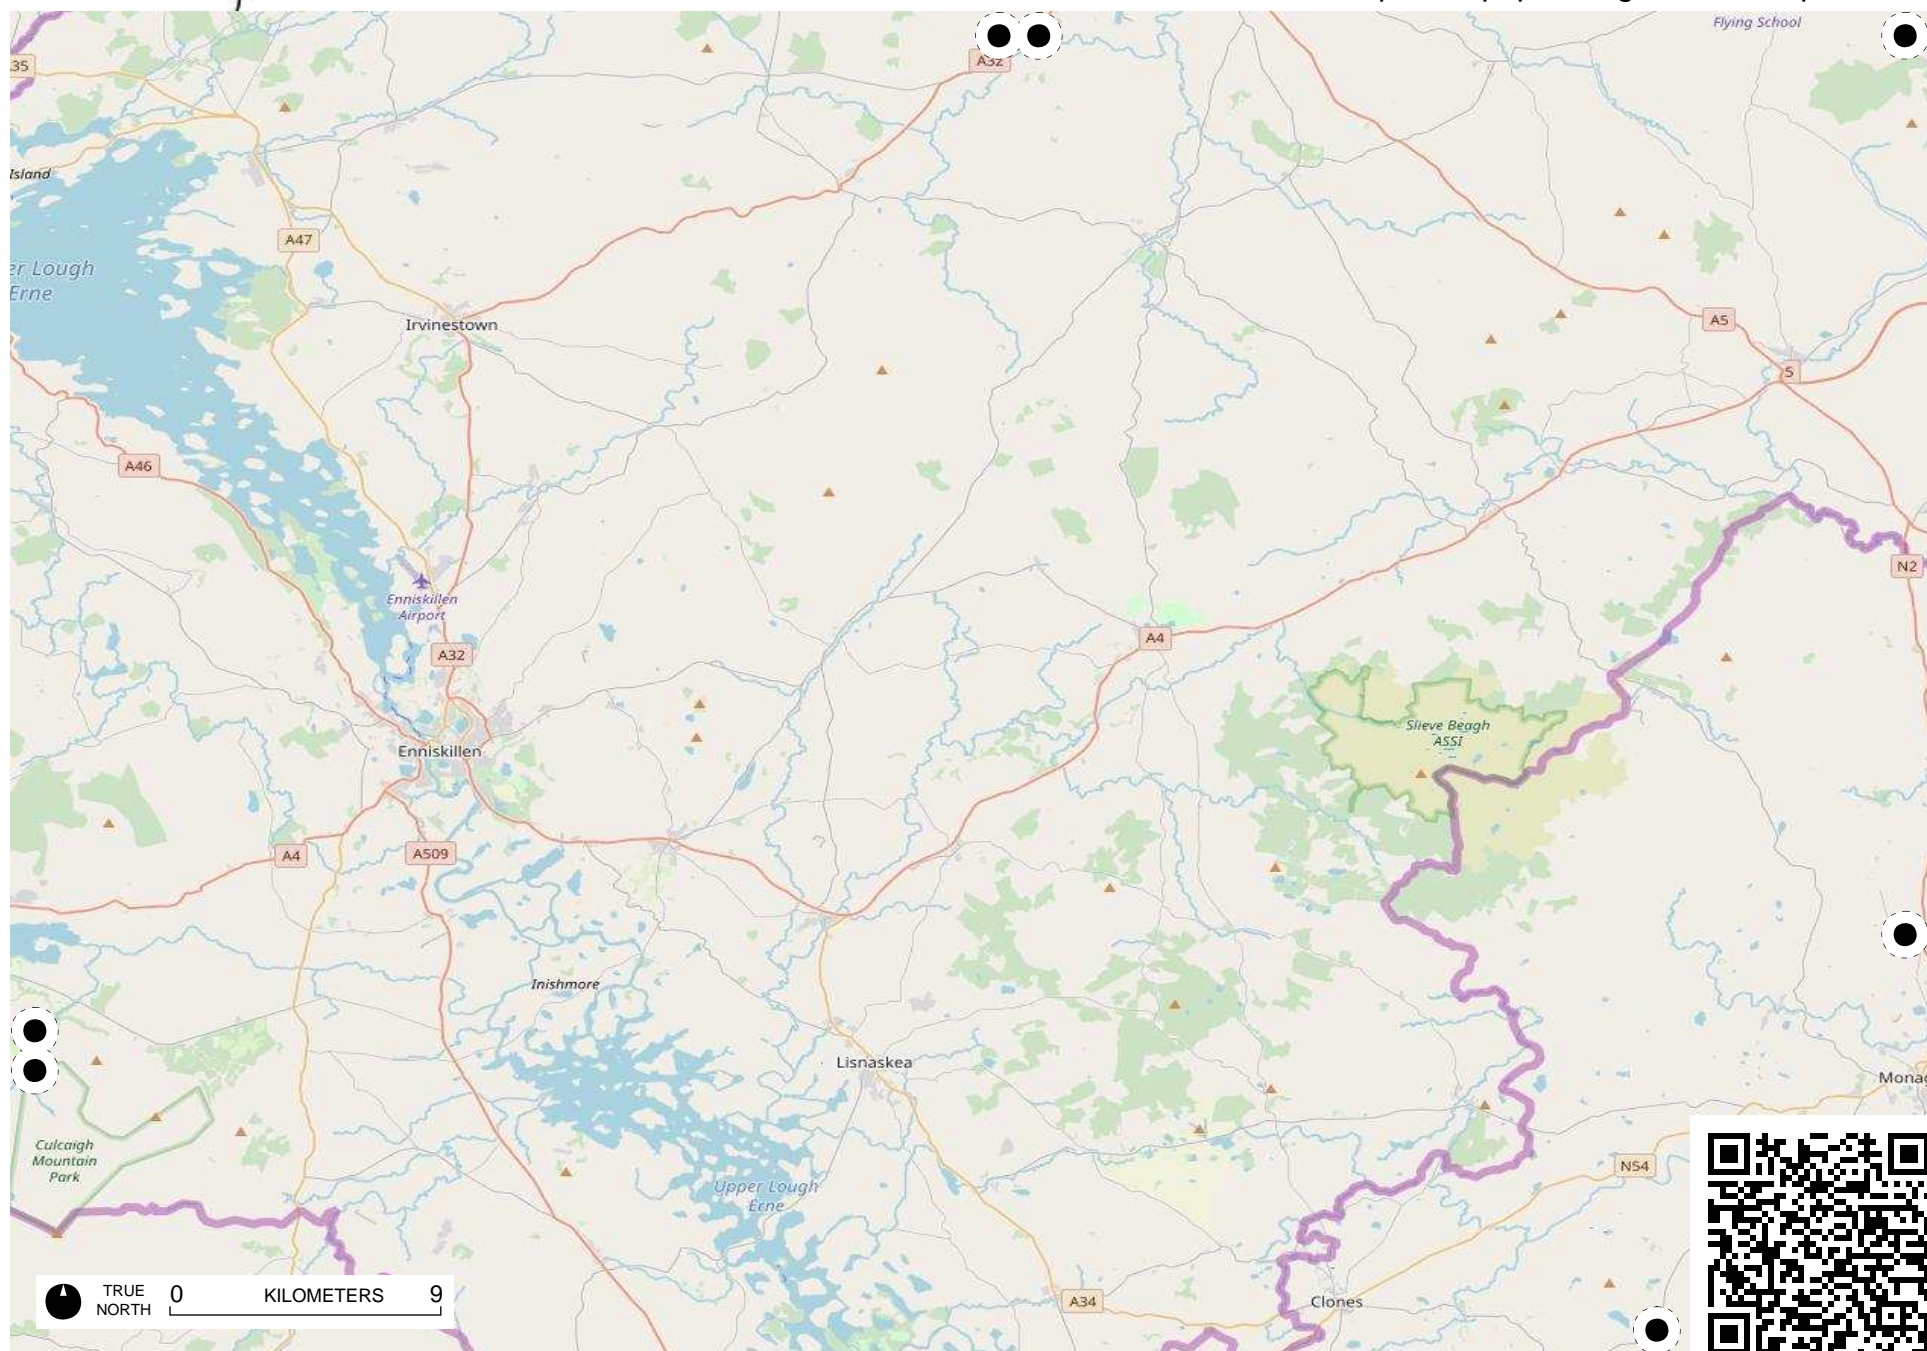 Flying School
A32
35
Island
A47
er Lough
Erne
Irvinestown
A5
5
A46
N2
Enniskillen
Airport
A4
A32
Slieve Beagh
ASSI
Enniskillen
A4
A509
Inishmore
Lisnaskea
Mona
Culcaigh
Mountain
Park
N54
Upper Lough
Erne
TRUE
NORTH
0 KILOMETERS 9
A34
Clones